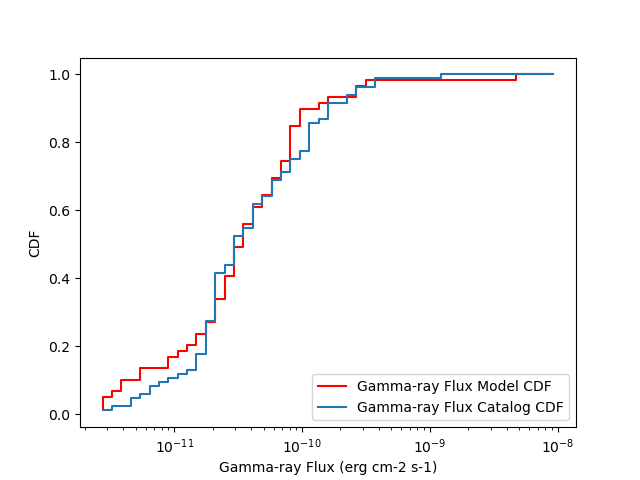 1.0
0.8
0.6
0.4
0.2
0.0
CDF
10⁻¹¹
10⁻¹⁰
10⁻⁹
10⁻⁸
Gamma-ray Flux (erg cm-2 s-1)
Gamma-ray Flux Model CDF
Gamma-ray Flux Catalog CDF